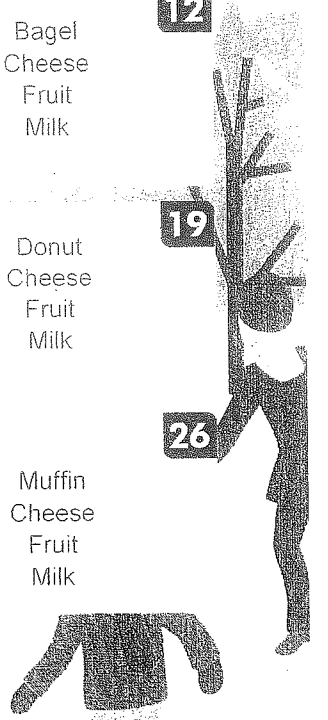 12
Bagel
Cheese
Fruit
Milk
19
Donut
Cheese
Fruit
Milk
26
Muffin
Cheese
Fruit
Milk